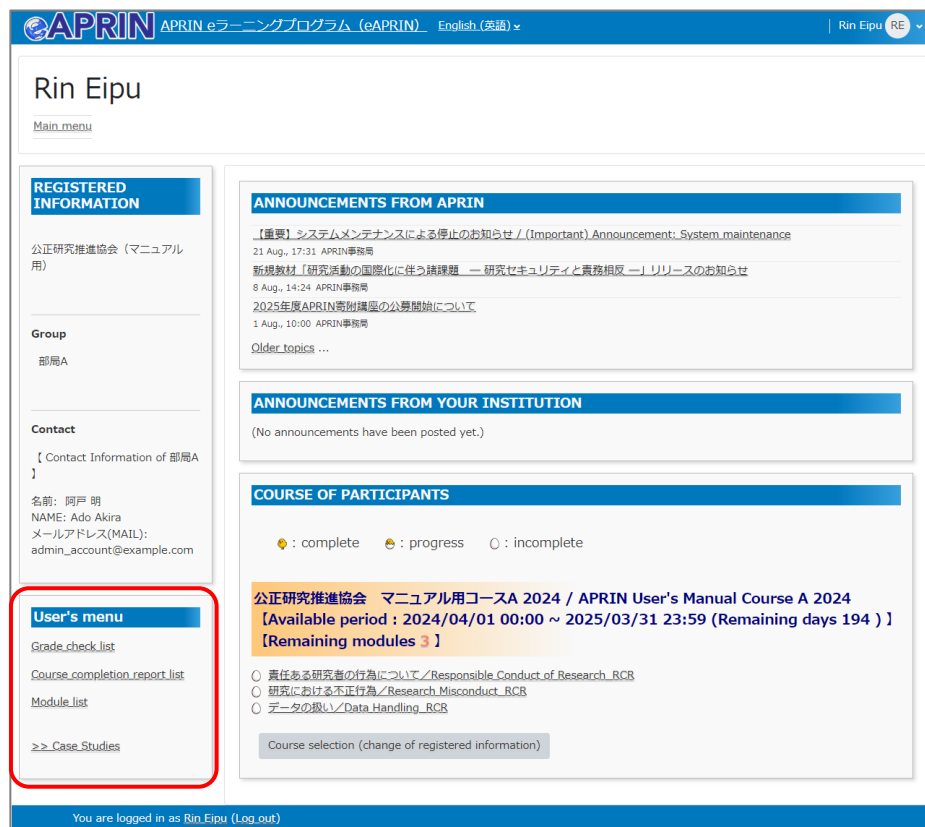 APRIN APRIN eラーニングプログラム（eAPRIN） English (英語) Rin Eipu RE
Rin Eipu
Main menu
REGISTERED
INFORMATION
公正研究推進協会（マニュアル
用）
Group
部局A
Contact
【 Contact Information of 部局A
】
名前: 阿戸 明
NAME: Ado Akira
メールアドレス(MAIL):
admin_account@example.com
User's menu
Grade check list
Course completion report list
Module list
>> Case Studies
ANNOUNCEMENTS FROM APRIN
【重要】システムメンテナンスによる停止のお知らせ / (Important) Announcement: System maintenance
21 Aug., 17:31 APRIN事務局
新規教材「研究活動の国際化に伴う諸課題 ― 研究セキュリティと責務相反 ―」リリースのお知らせ
8 Aug., 14:24 APRIN事務局
2025年度APRIN寄附講座の公募開始について
1 Aug., 10:00 APRIN事務局
Older topics ...
ANNOUNCEMENTS FROM YOUR INSTITUTION
(No announcements have been posted yet.)
COURSE OF PARTICIPANTS
: complete : progress : incomplete
公正研究推進協会 マニュアル用コースA 2024 / APRIN User's Manual Course A 2024
【Available period : 2024/04/01 00:00 ~ 2025/03/31 23:59 (Remaining days 194 ) 】
【Remaining modules 3 】
責任ある研究者の行為について／Responsible Conduct of Research_RCR
研究における不正行為／Research Misconduct_RCR
データの扱い／Data Handling_RCR
Course selection (change of registered information)
You are logged in as Rin Eipu (Log out)